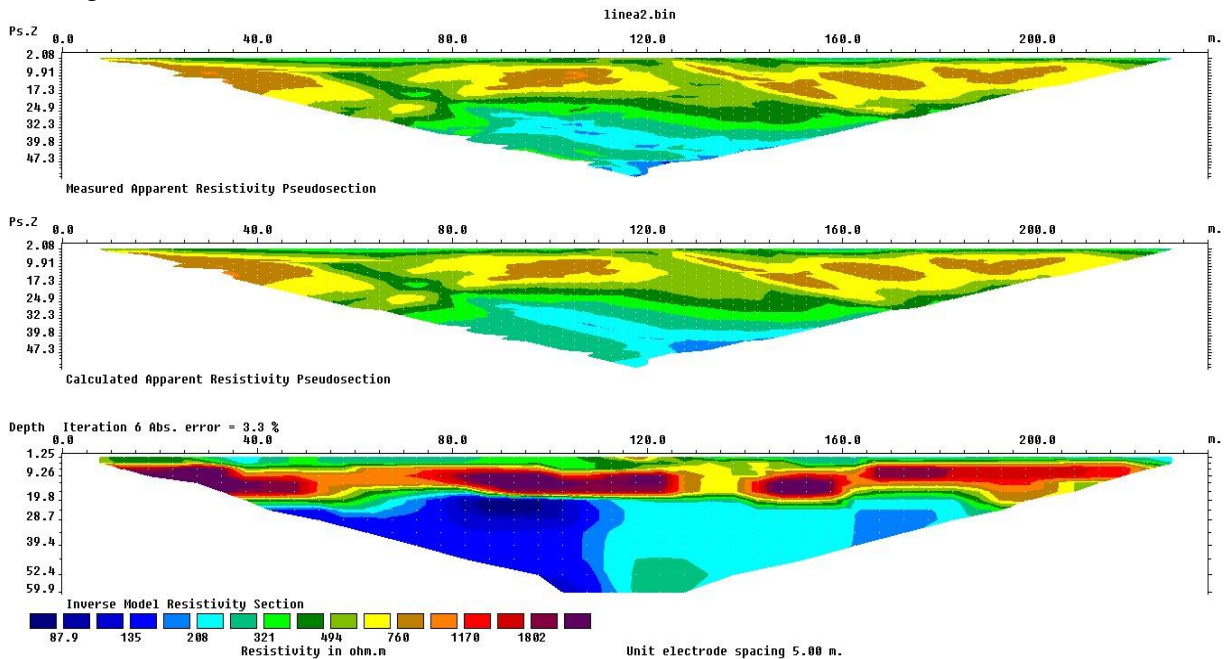 linea2.bin
Ps.Z 0.0 40.0 80.0 120.0 160.0 200.0 m.
2.08
9.91
17.3
24.9
32.3
39.8
47.3
Measured Apparent Resistivity Pseudosection
Ps.Z 0.0 40.0 80.0 120.0 160.0 200.0 m.
2.08
9.91
17.3
24.9
32.3
39.8
47.3
Calculated Apparent Resistivity Pseudosection
Depth Iteration 6 Abs. error = 3.3 %
0.0 40.0 80.0 120.0 160.0 200.0 m.
1.25
9.26
19.8
28.7
39.4
52.4
59.9
Inverse Model Resistivity Section
87.9 135 208 321 494 760 1170 1802
Resistivity in ohm.m Unit electrode spacing 5.00 m.